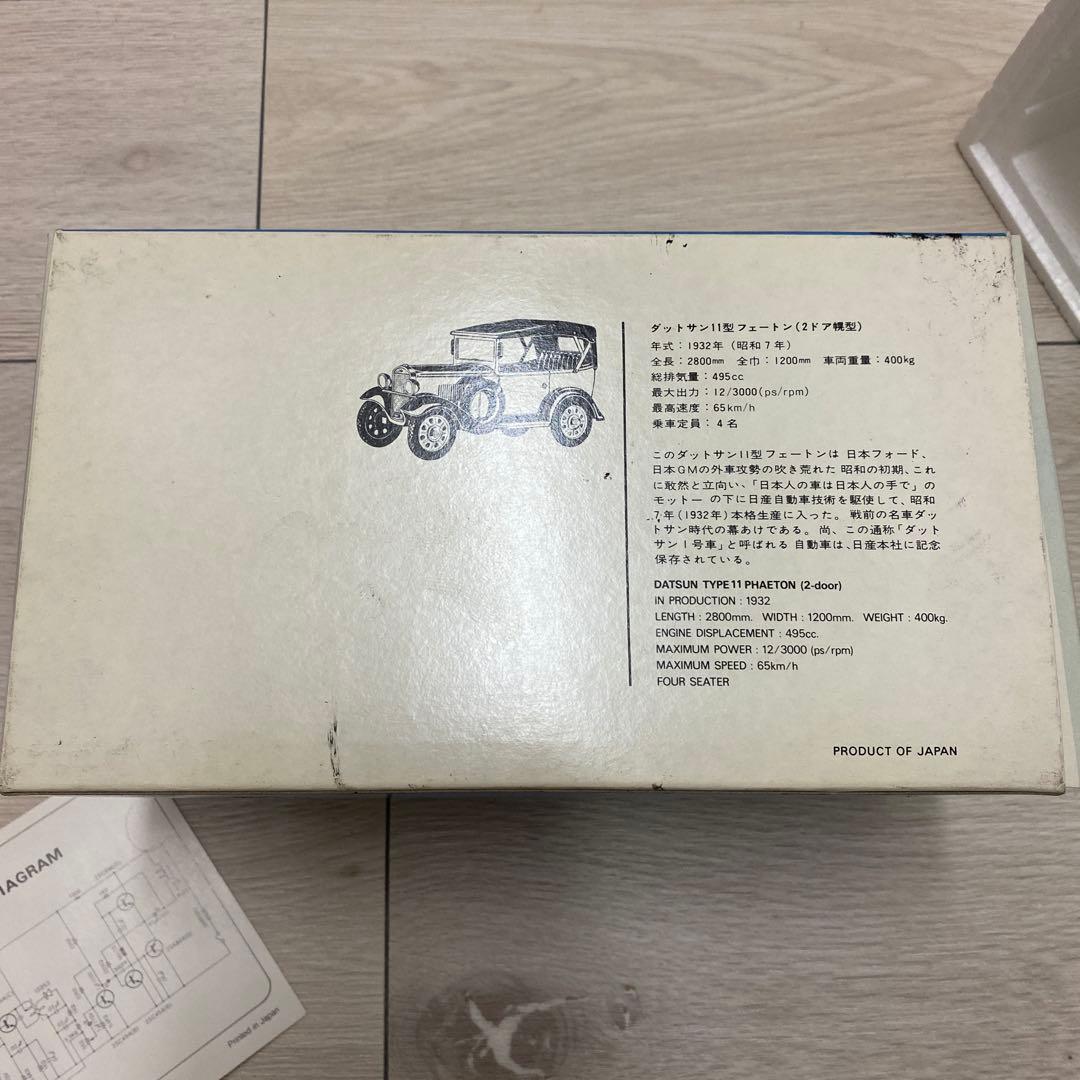 ダットサン11型フェートン(2ドア幌型)
年式：1932年（昭和7年）
全長：2800mm 全巾：1200mm 車両重量：400kg
総排気量：495cc
最大出力：12/3000(ps/rpm)
最高速度：65km/h
乗車定員：4名
このダットサン11型フェートンは 日本フォード、
日本GMの外車攻勢の吹き荒れた 昭和の初期、これ
に敢然と立向い、「日本人の車は日本人の手で」の
モットー の下に日産自動車技術を駆使して、昭和
7年(1932年)本格生産に入った。戦前の名車ダッ
トサン時代の幕あけである。尚、この通称「ダット
サン1号車」と呼ばれる 自動車は、日産本社に記念
保存されている。
DATSUN TYPE 11 PHAETON (2-door)
IN PRODUCTION : 1932
LENGTH : 2800mm. WIDTH : 1200mm. WEIGHT : 400kg.
ENGINE DISPLACEMENT : 495cc.
MAXIMUM POWER : 12/3000 (ps/rpm)
MAXIMUM SPEED : 65km/h
FOUR SEATER
PRODUCT OF JAPAN
IAGRAM
Printed in Japan